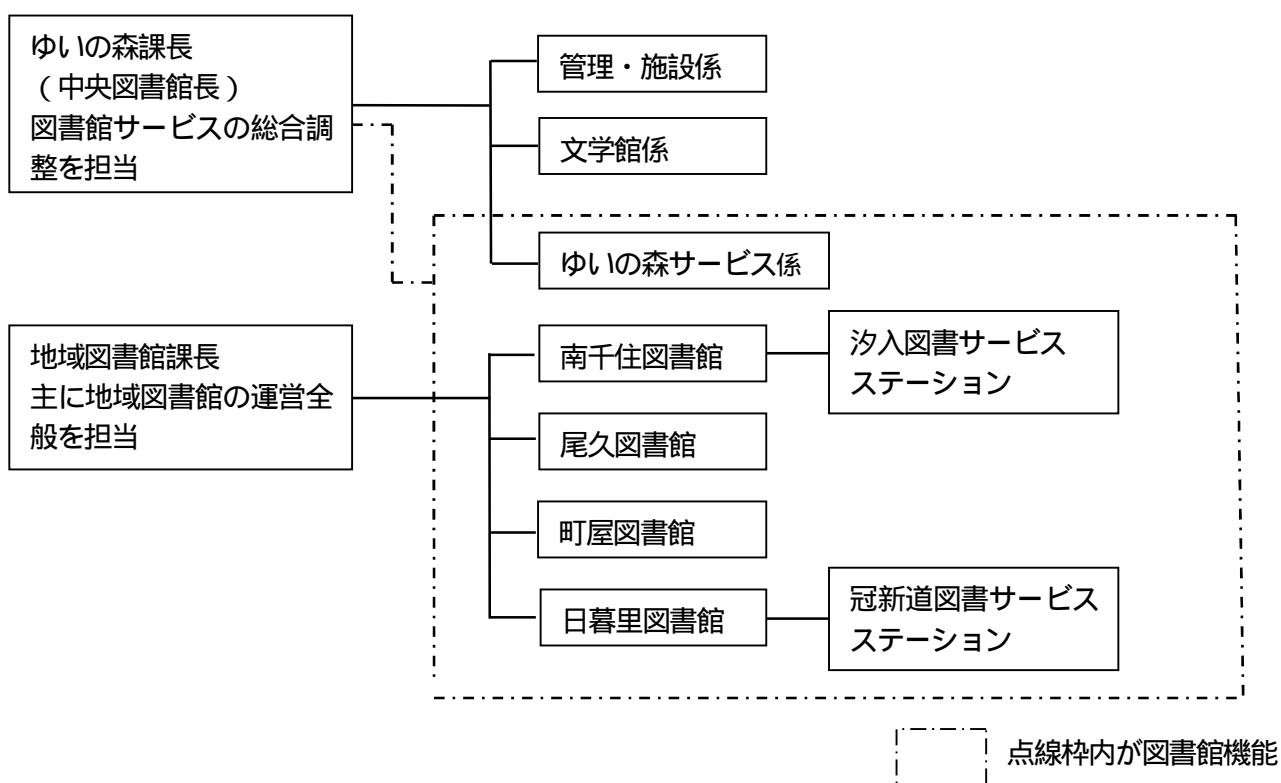 ゆいの森課長
（中央図書館長）
図書館サービスの総合調
整を担当
管理・施設係
文学館係
ゆいの森サービス係
地域図書館課長
主に地域図書館の運営全
般を担当
南千住図書館
汐入図書サービス
ステーション
尾久図書館
町屋図書館
日暮里図書館
冠新道図書サービス
ステーション
点線枠内が図書館機能